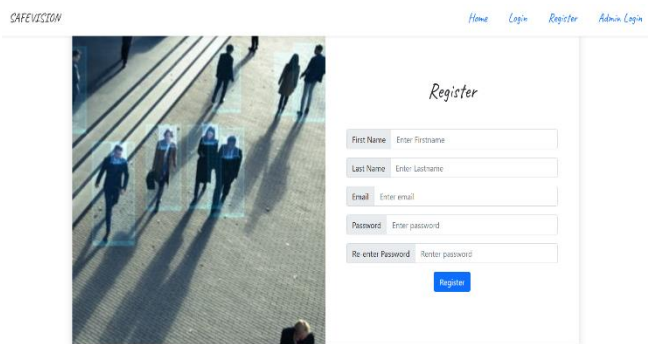 SAFEVISION Home Login Register Admin Login
Register
First Name Enter Firstname
Last Name Enter Lastname
Email Enter email
Password Enter password
Re-enter Password Renter password
Register